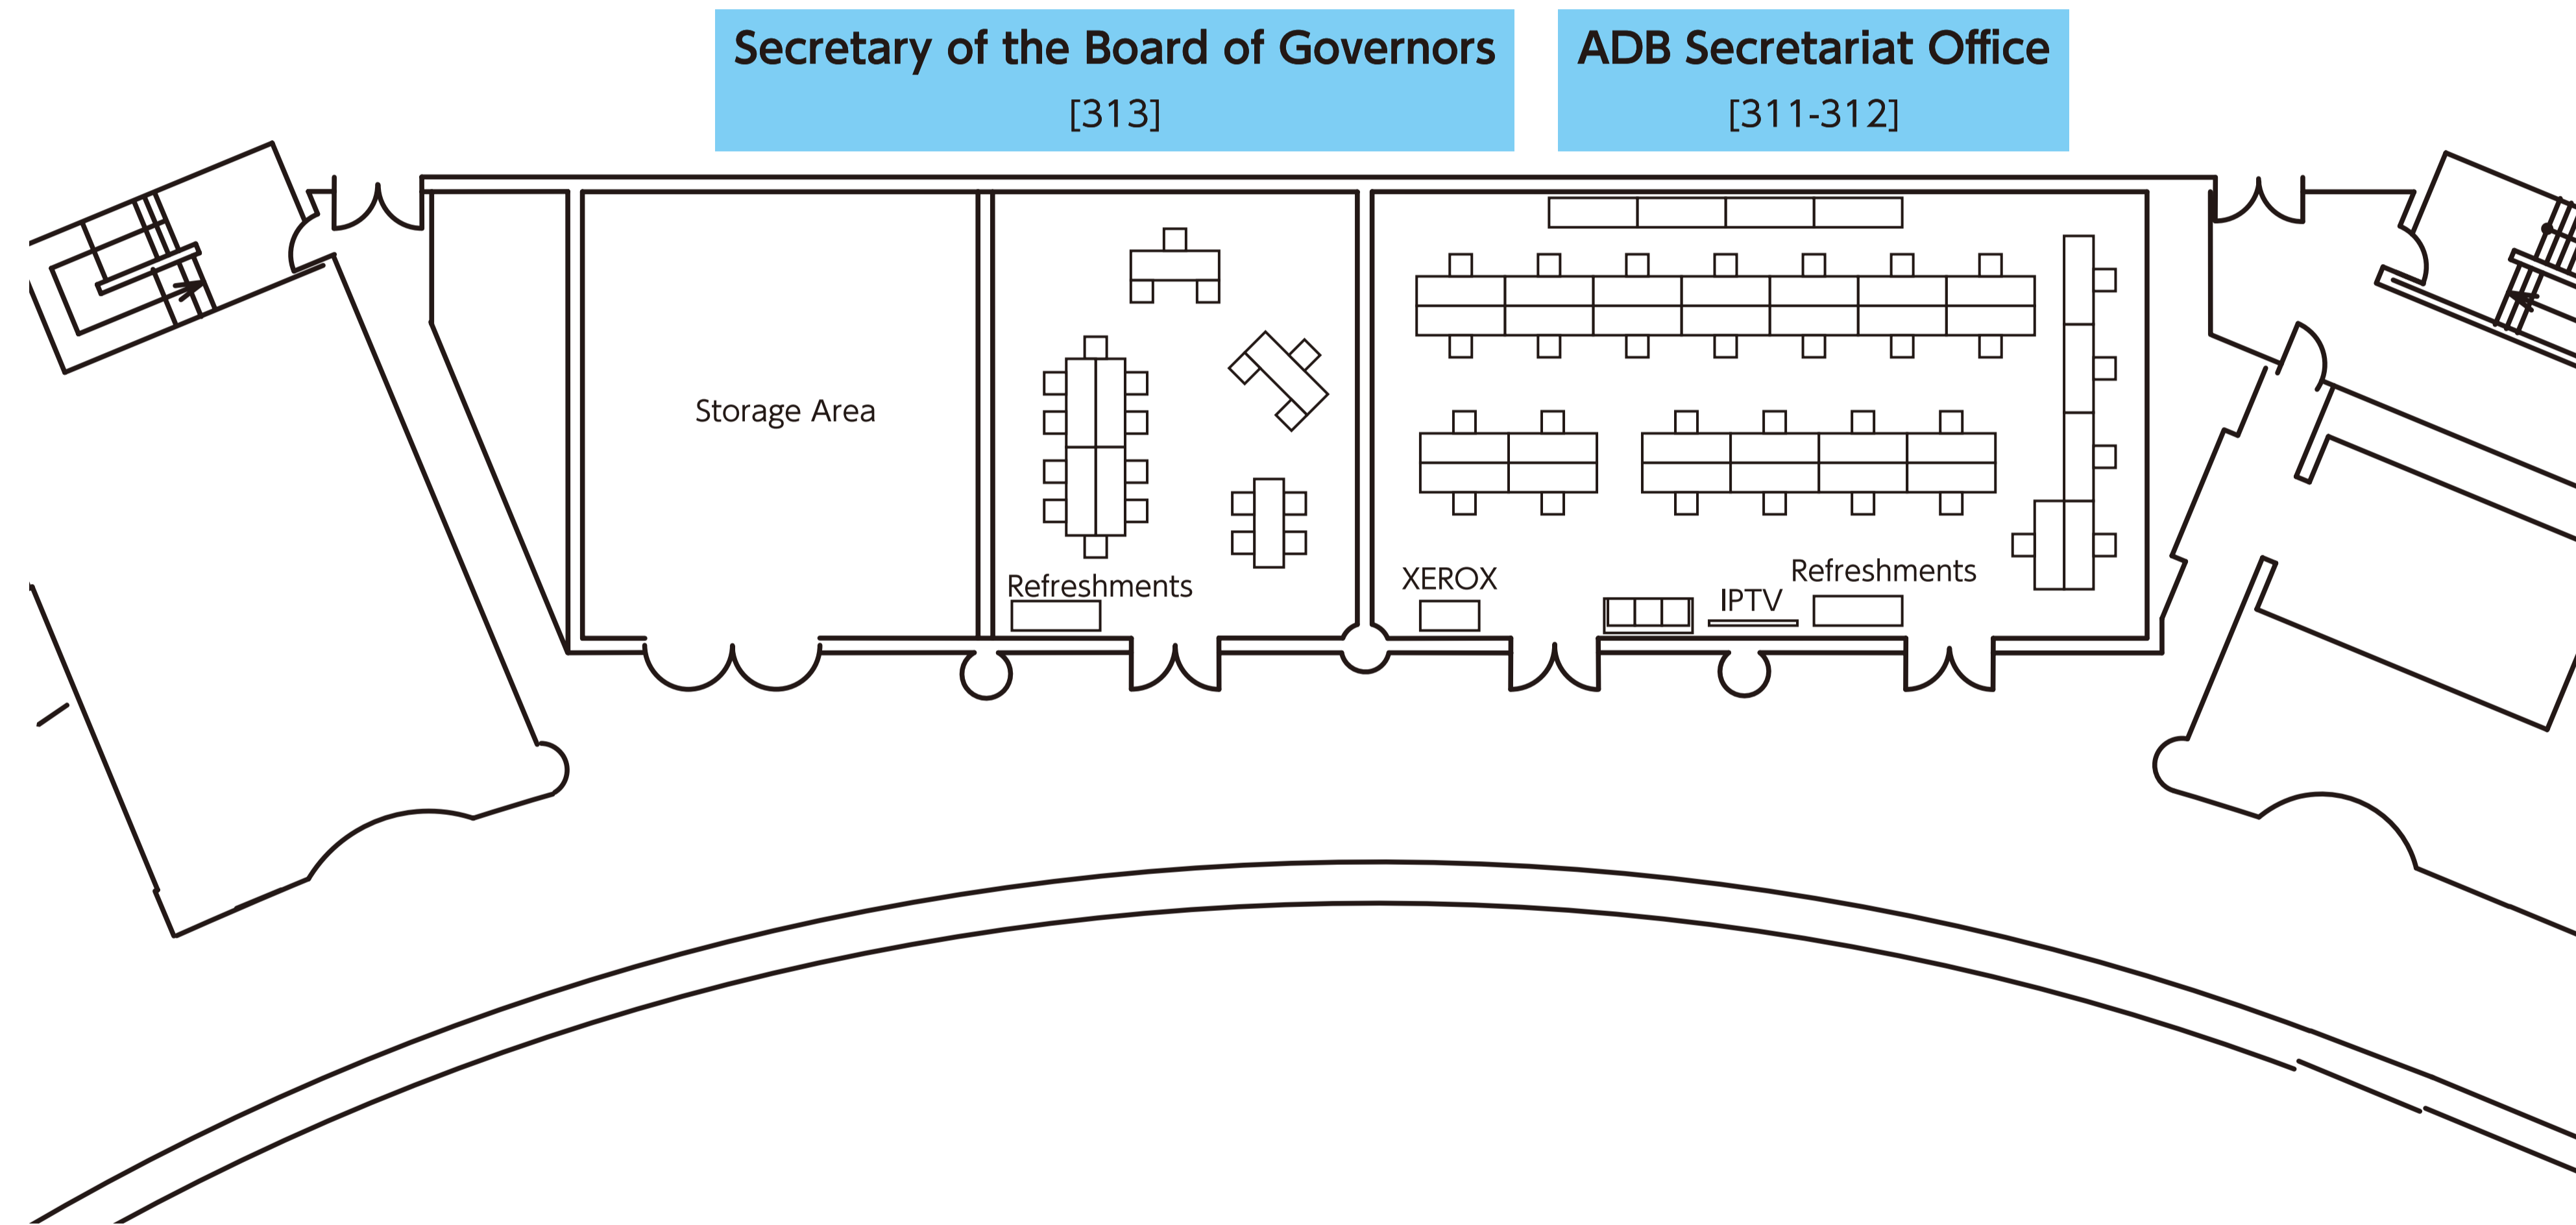 Secretary of the Board of Governors
[313]
ADB Secretariat Office
[311-312]
Storage Area
Refreshments
XEROX
IPTV
Refreshments